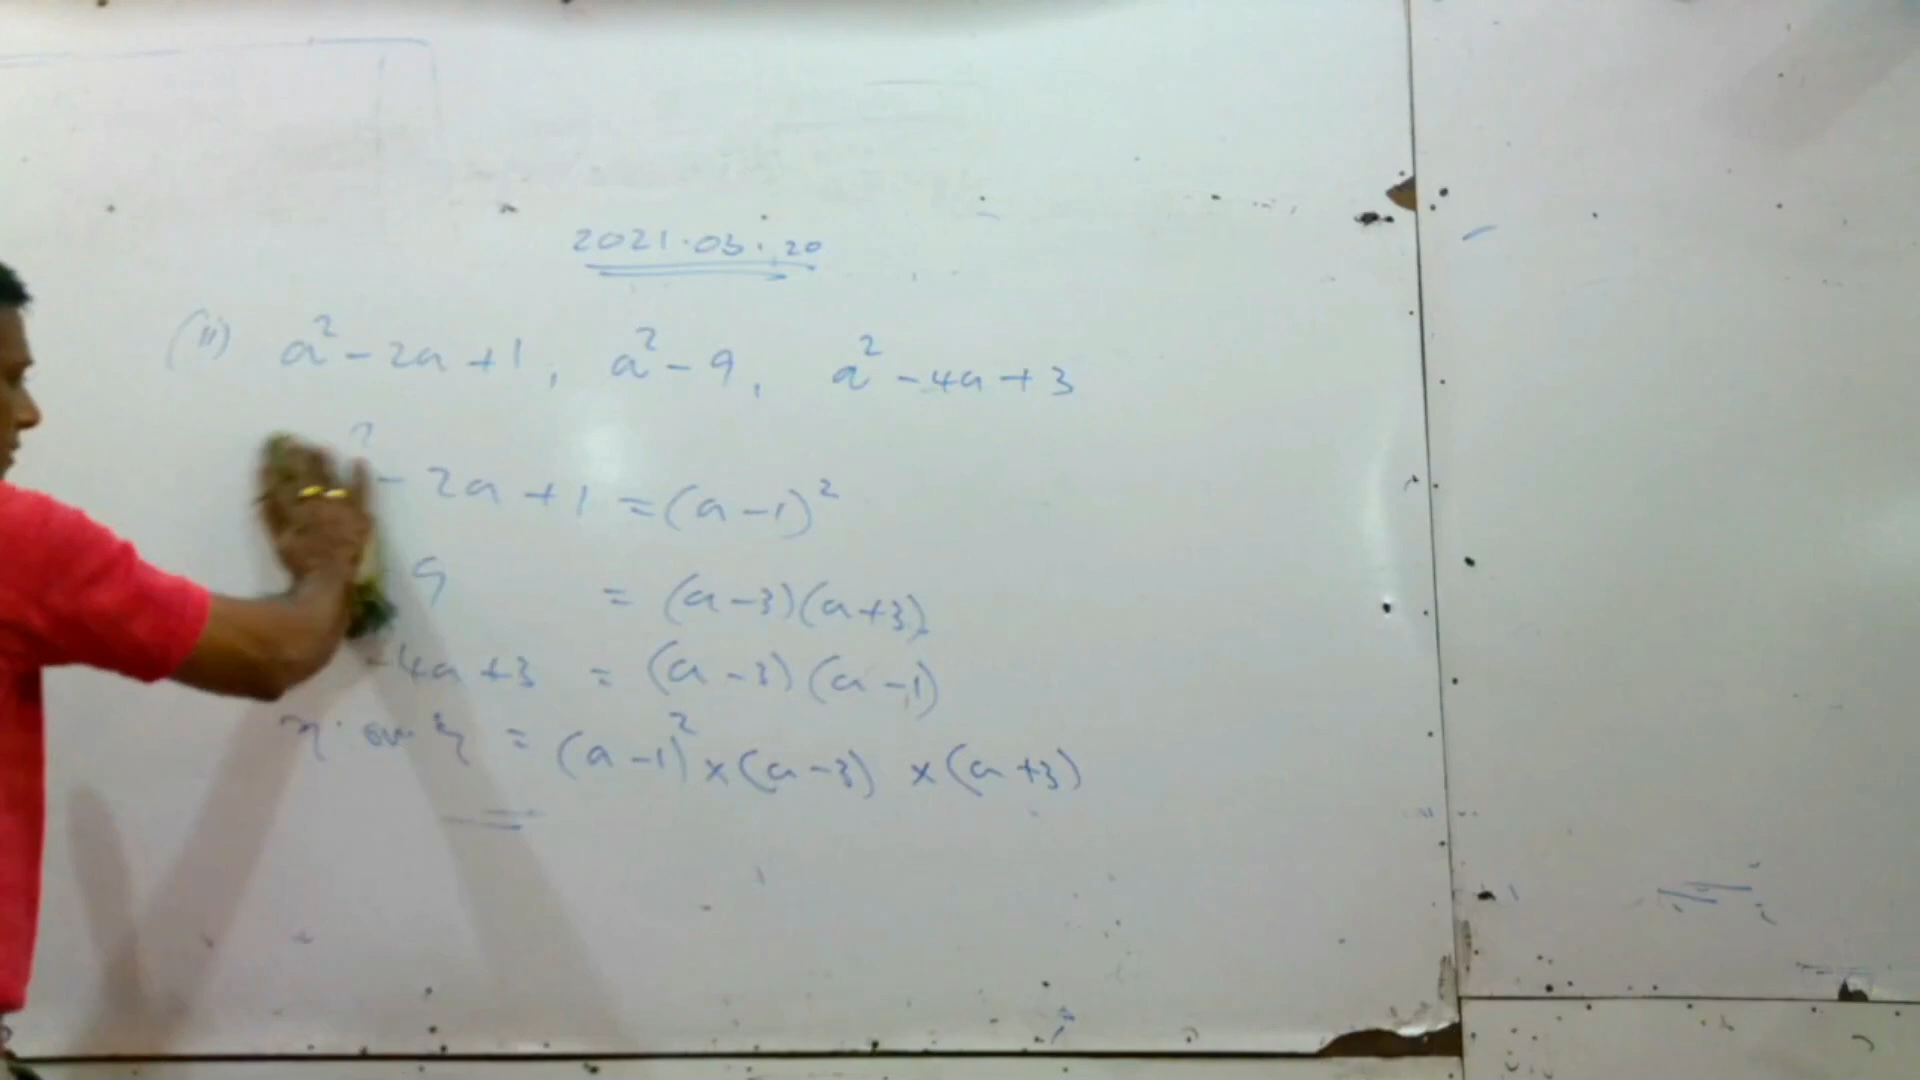 2021.03.20
(ii) a² - 2a + 1, a² - 9, a² - 4a + 3
² - 2a + 1 = (a - 1)²
9 = (a - 3)(a + 3)
- 4a + 3 = (a - 3)(a - 1)
= (a - 1)² × (a - 3) × (a + 3)